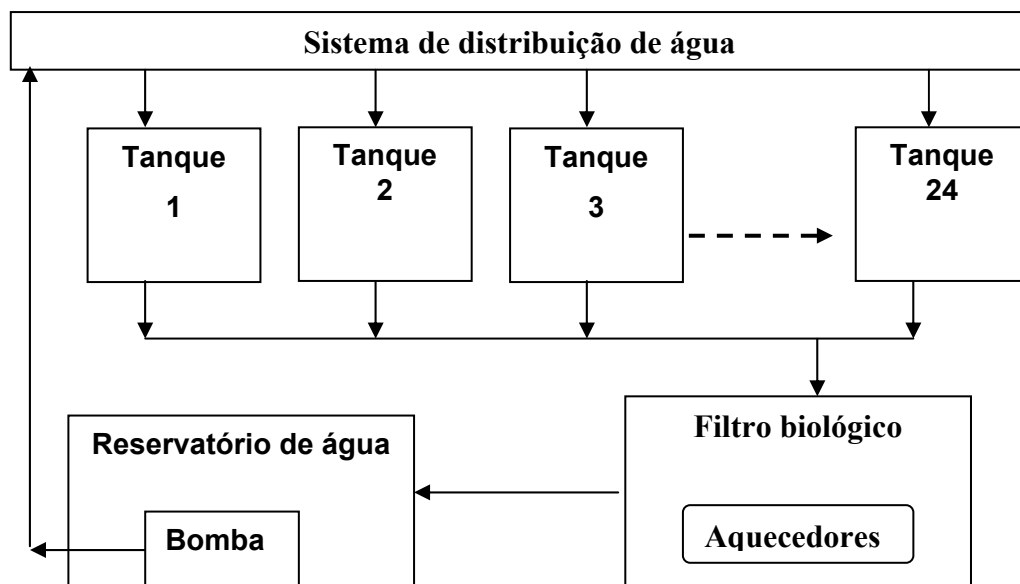 Sistema de distribuição de água
Tanque
1
Tanque
2
Tanque
3
Tanque
24
Reservatório de água
Bomba
Filtro biológico
Aquecedores